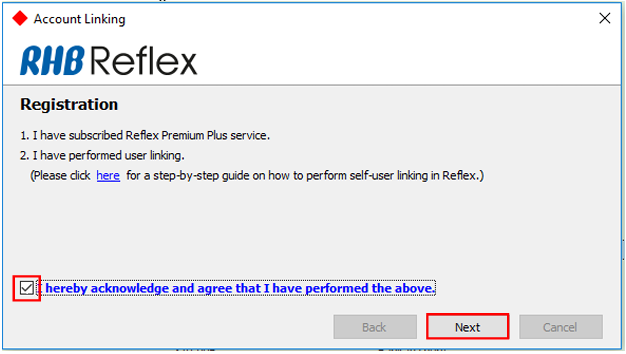 Account Linking
RHB Reflex
Registration
1. I have subscribed Reflex Premium Plus service.
2. I have performed user linking.
(Please click here for a step-by-step guide on how to perform self-user linking in Reflex.)
I hereby acknowledge and agree that I have performed the above.
Back Next Cancel